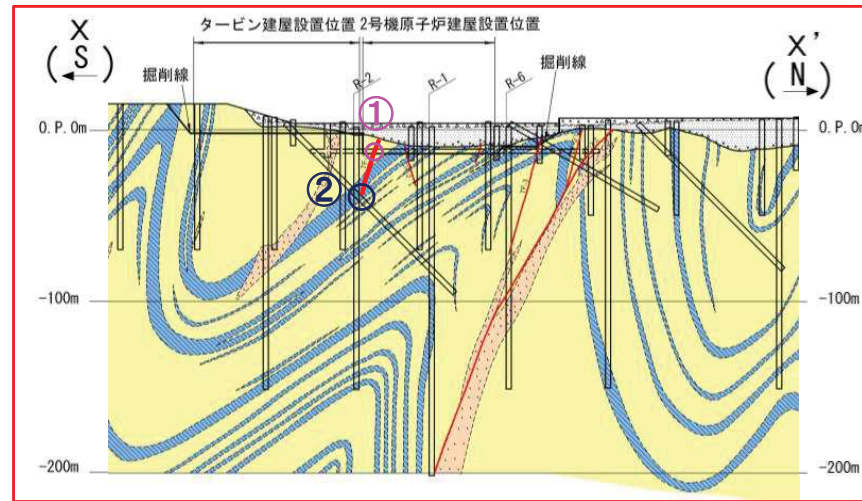 タービン建屋設置位置 2号機原子炉建屋設置位置
X
(S)
X'
(N)
掘削線
R-2
R-1
R-6
掘削線
①
②
O.P.0m
O.P.0m
-100m
-100m
-200m
-200m